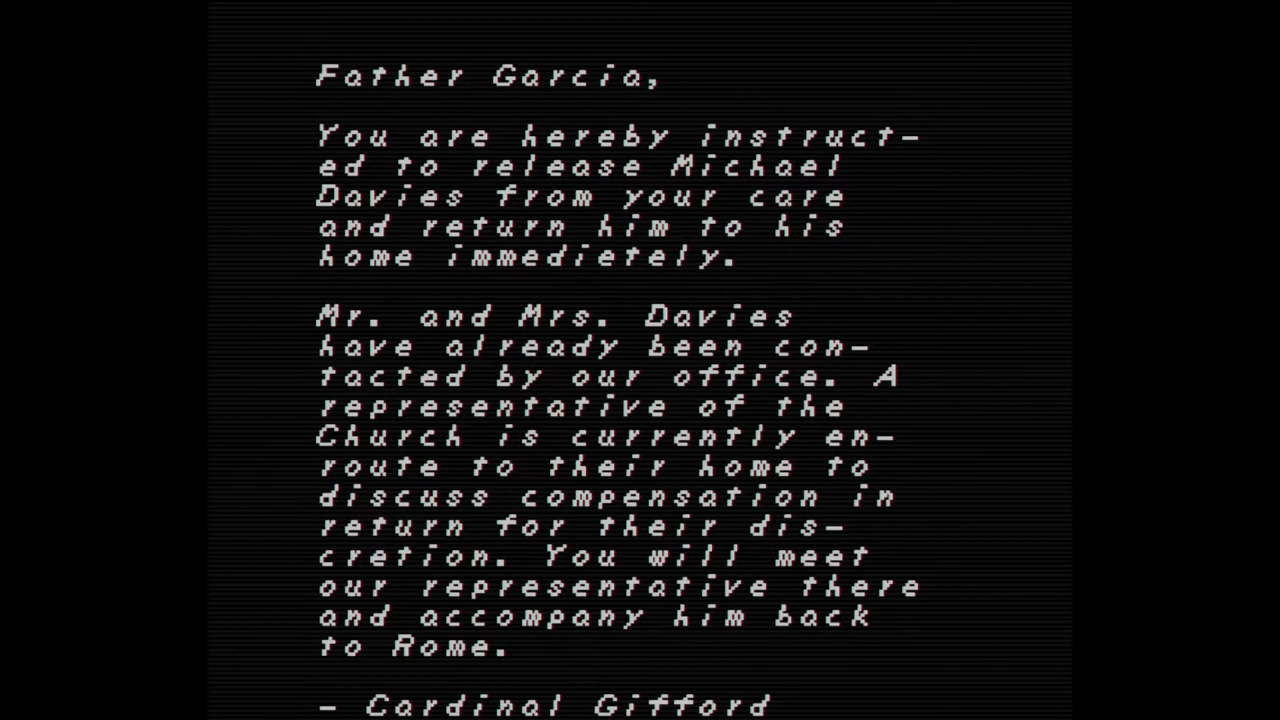 Father Garcia,
You are hereby instruct-
ed to release Michael
Davies from your care
and return him to his
home immedietely.
Mr. and Mrs. Davies
have already been con-
tacted by our office. A
representative of the
Church is currently en-
route to their home to
discuss compensation in
return for their dis-
cretion. You will meet
our representative there
and accompany him back
to Rome.
- Cardinal Gifford